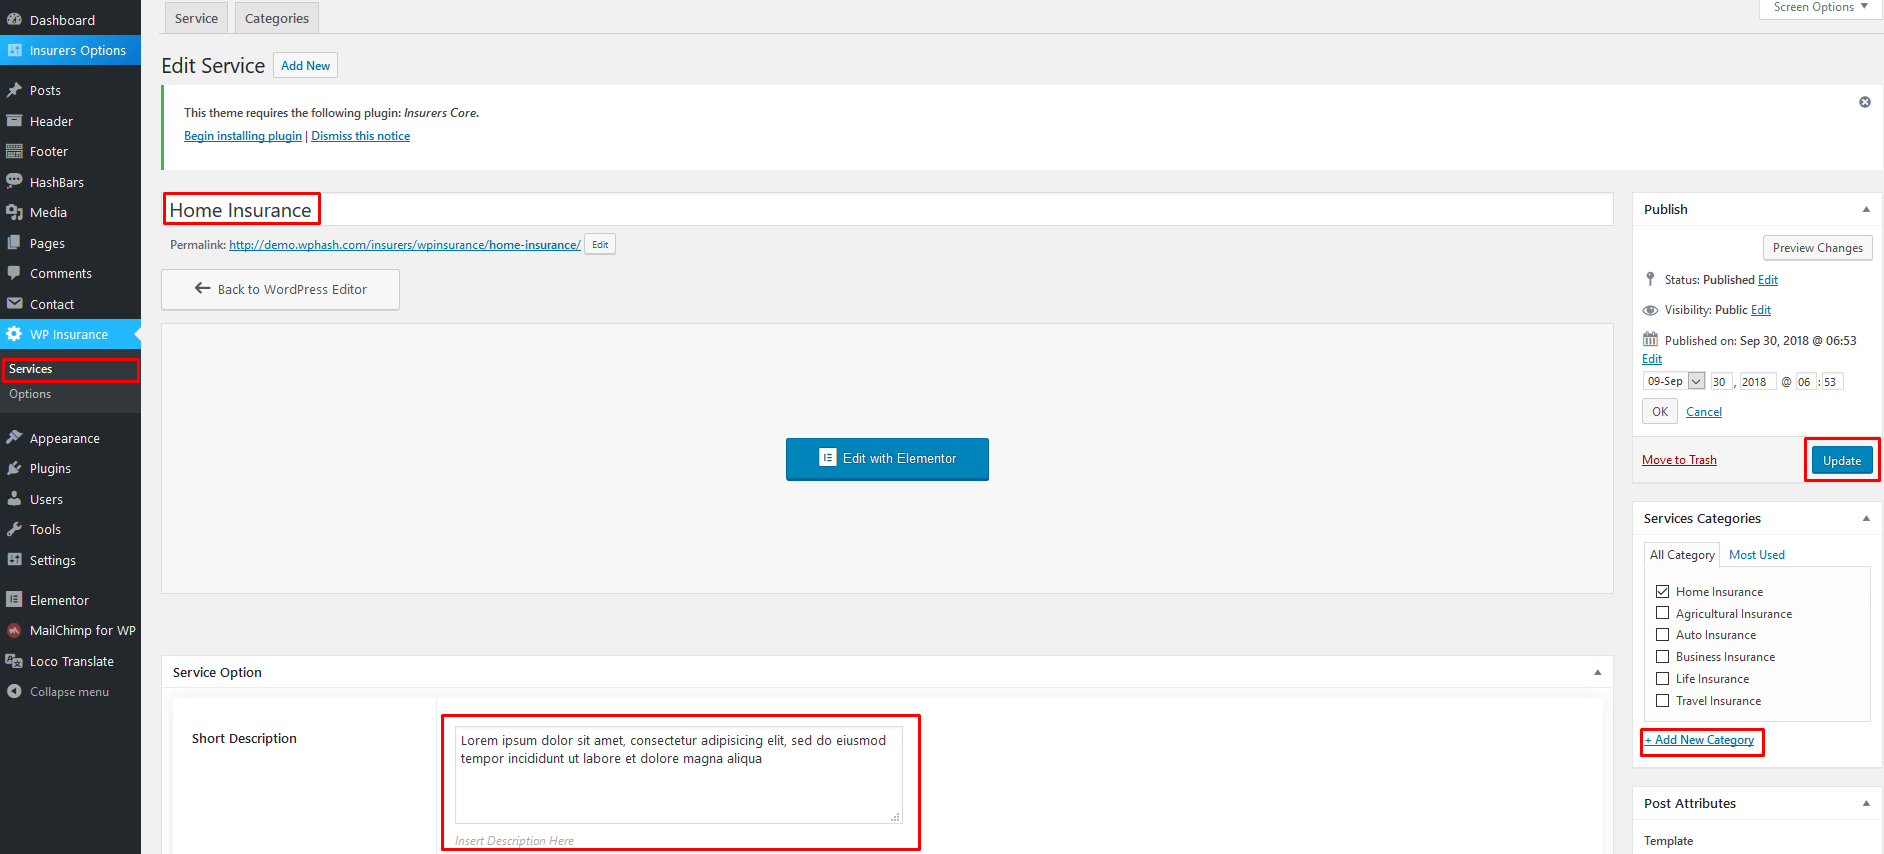 Dashboard
Insurers Options
Posts
Header
Footer
HashBars
Media
Pages
Comments
Contact
WP Insurance
Services
Options
Appearance
Plugins
Users
Tools
Settings
Elementor
MailChimp for WP
Loco Translate
Collapse menu
Service
Categories
Screen Options
Edit Service
Add New
This theme requires the following plugin: Insurers Core.
Begin installing plugin | Dismiss this notice
Home Insurance
Permalink: http://demo.wphash.com/insurers/wpinsurance/home-insurance/ Edit
Back to WordPress Editor
Edit with Elementor
Service Option
Short Description
Lorem ipsum dolor sit amet, consectetur adipisicing elit, sed do eiusmod
tempor incididunt ut labore et dolore magna aliqua
Insert Description Here
Publish
Preview Changes
Status: Published Edit
Visibility: Public Edit
Published on: Sep 30, 2018 @ 06:53
Edit
09-Sep 30 , 2018 @ 06 : 53
OK Cancel
Move to Trash
Update
Services Categories
All Category Most Used
Home Insurance
Agricultural Insurance
Auto Insurance
Business Insurance
Life Insurance
Travel Insurance
+ Add New Category
Post Attributes
Template